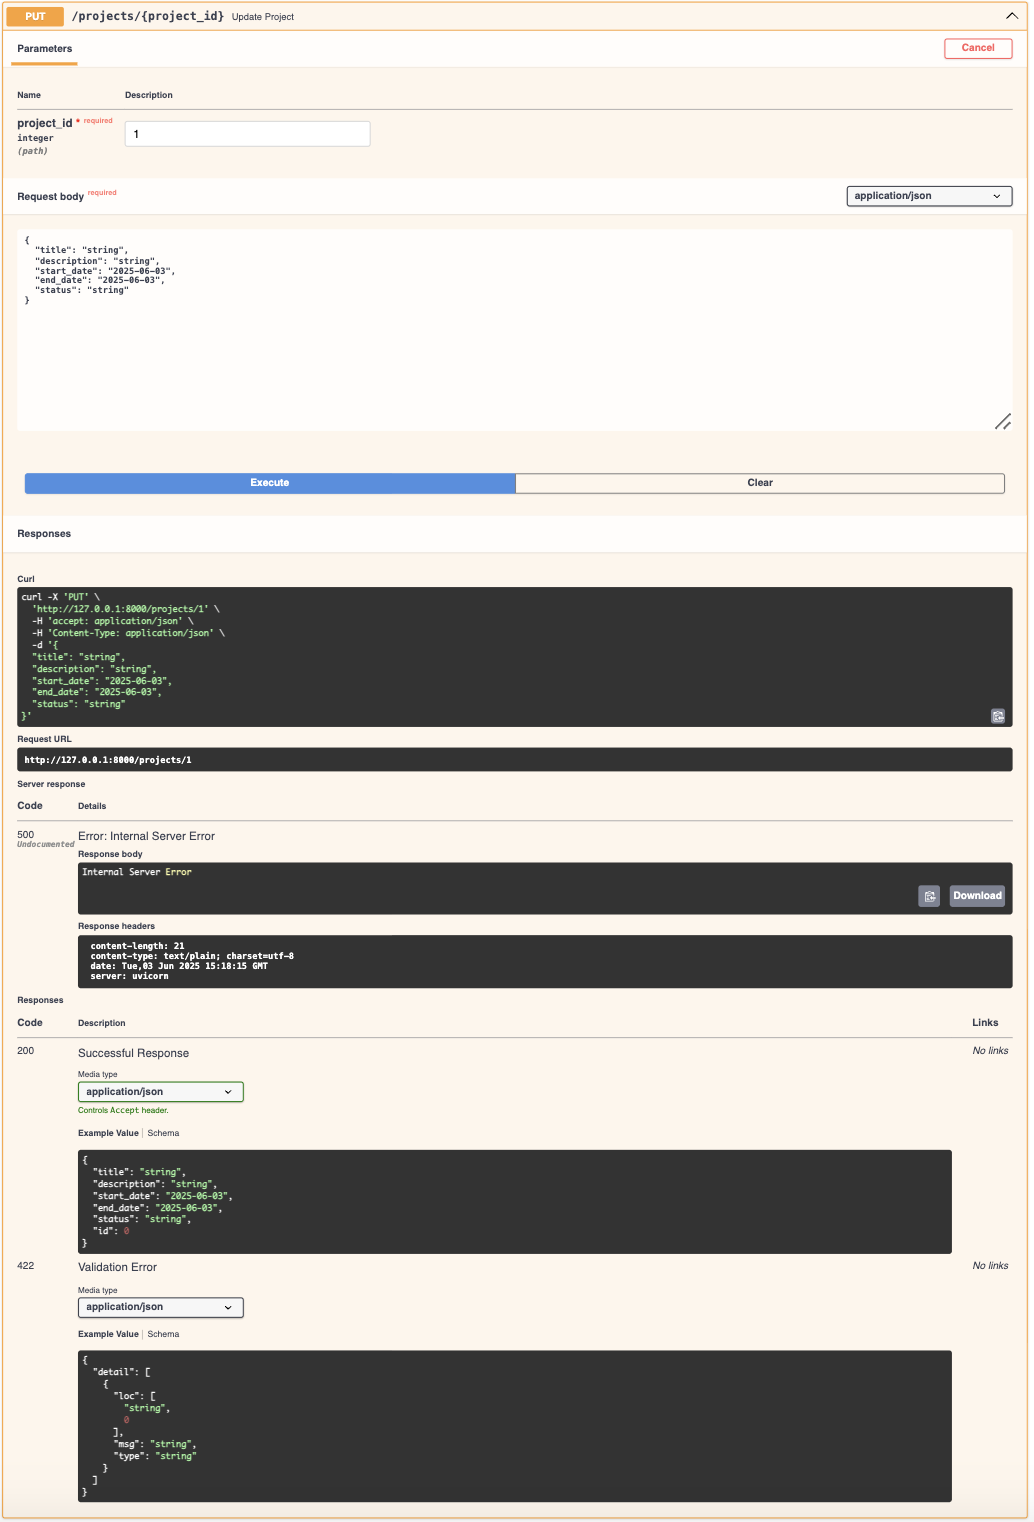 PUT /projects/{project_id} Update Project
Parameters
Cancel
Name Description
project_id * required
integer
(path)
1
Request body required
application/json
{
  "title": "string",
  "description": "string",
  "start_date": "2025-06-03",
  "end_date": "2025-06-03",
  "status": "string"
}
Execute
Clear
Responses
Curl
curl -X 'PUT' \
  'http://127.0.0.1:8000/projects/1' \
  -H 'accept: application/json' \
  -H 'Content-Type: application/json' \
  -d '{
  "title": "string",
  "description": "string",
  "start_date": "2025-06-03",
  "end_date": "2025-06-03",
  "status": "string"
}'
Request URL
http://127.0.0.1:8000/projects/1
Server response
Code Details
500
Undocumented
Error: Internal Server Error
Response body
Internal Server Error
Download
Response headers
content-length: 21
content-type: text/plain; charset=utf-8
date: Tue,03 Jun 2025 15:18:15 GMT
server: uvicorn
Responses
Code Description Links
200 Successful Response No links
Media type
application/json
Controls Accept header.
Example Value Schema
{
  "title": "string",
  "description": "string",
  "start_date": "2025-06-03",
  "end_date": "2025-06-03",
  "status": "string",
  "id": 0
}
422 Validation Error No links
Media type
application/json
Example Value Schema
{
  "detail": [
    {
      "loc": [
        "string",
        0
      ],
      "msg": "string",
      "type": "string"
    }
  ]
}